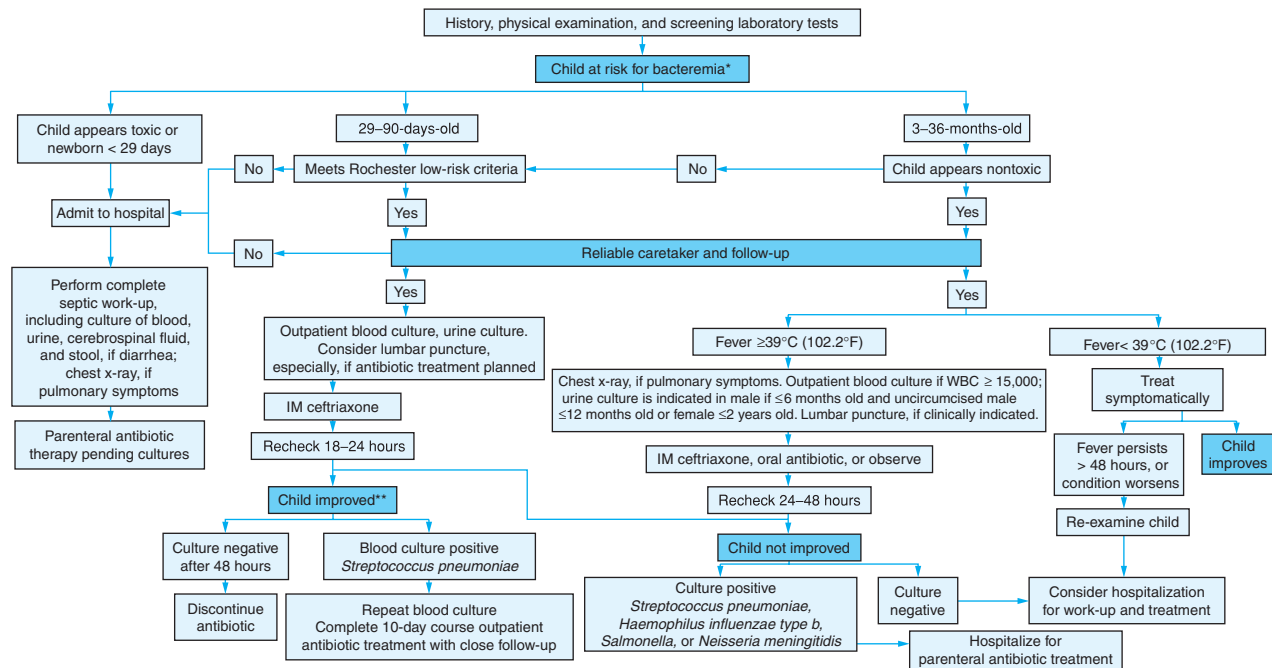 History, physical examination, and screening laboratory tests
Child at risk for bacteremia*
Child appears toxic or
newborn < 29 days
29–90-days-old
3–36-months-old
No
Meets Rochester low-risk criteria
No
Child appears nontoxic
Admit to hospital
Yes
Yes
No
Reliable caretaker and follow-up
Perform complete
septic work-up,
including culture of blood,
urine, cerebrospinal fluid,
and stool, if diarrhea;
chest x-ray, if
pulmonary symptoms
Yes
Yes
Outpatient blood culture, urine culture.
Consider lumbar puncture,
especially, if antibiotic treatment planned
Fever ≥39°C (102.2°F)
Fever< 39°C (102.2°F)
Chest x-ray, if pulmonary symptoms. Outpatient blood culture if WBC ≥ 15,000;
urine culture is indicated in male if ≤6 months old and uncircumcised male
≤12 months old or female ≤2 years old. Lumbar puncture, if clinically indicated.
Treat
symptomatically
IM ceftriaxone
Parenteral antibiotic
therapy pending cultures
Recheck 18–24 hours
IM ceftriaxone, oral antibiotic, or observe
Fever persists
> 48 hours, or
condition worsens
Child
improves
Child improved**
Recheck 24–48 hours
Re-examine child
Culture negative
after 48 hours
Blood culture positive
Streptococcus pneumoniae
Child not improved
Discontinue
antibiotic
Repeat blood culture
Complete 10-day course outpatient
antibiotic treatment with close follow-up
Culture positive
Streptococcus pneumoniae,
Haemophilus influenzae type b,
Salmonella, or Neisseria meningitidis
Culture
negative
Consider hospitalization
for work-up and treatment
Hospitalize for
parenteral antibiotic treatment